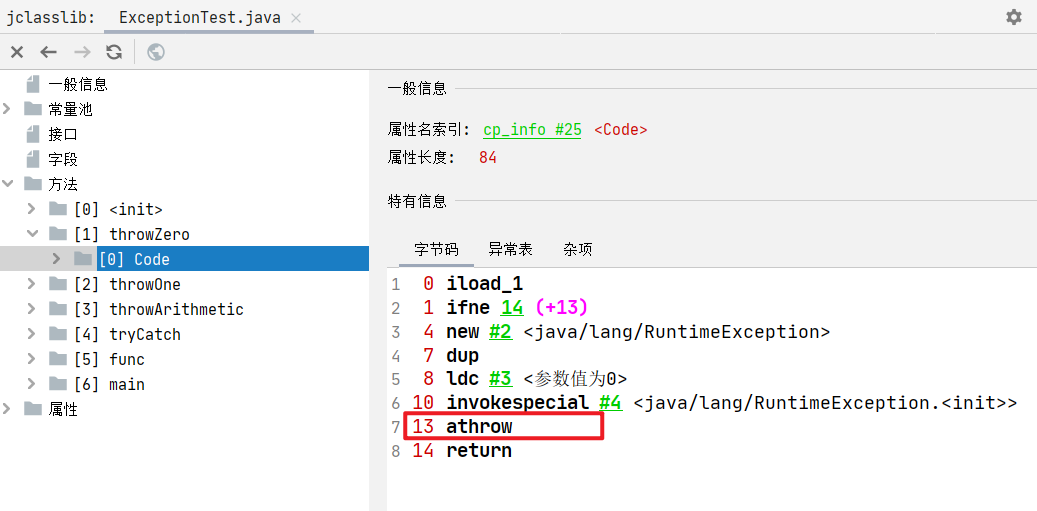 jclasslib: ExceptionTest.java
一般信息
常量池
接口
字段
方法
[0] <init>
[1] throwZero
[0] Code
[2] throwOne
[3] throwArithmetic
[4] tryCatch
[5] func
[6] main
属性
一般信息
属性名索引: cp_info #25 <Code>
属性长度: 84
特有信息
字节码 异常表 杂项
1 0 iload_1
2 1 ifne 14 (+13)
3 4 new #2 <java/lang/RuntimeException>
4 7 dup
5 8 ldc #3 <参数值为0>
6 10 invokespecial #4 <java/lang/RuntimeException.<init>>
7 13 athrow
8 14 return